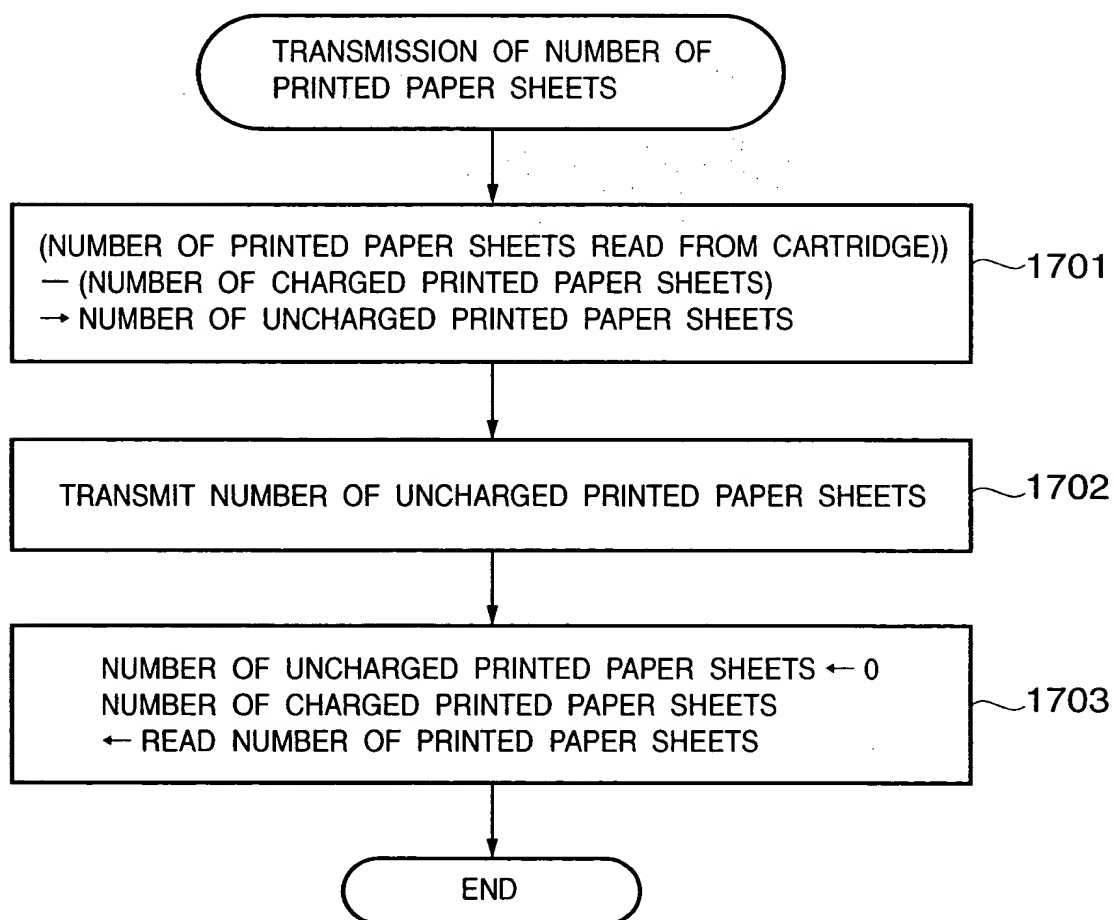 TRANSMISSION OF NUMBER OF
PRINTED PAPER SHEETS
(NUMBER OF PRINTED PAPER SHEETS READ FROM CARTRIDGE))
— (NUMBER OF CHARGED PRINTED PAPER SHEETS)
→ NUMBER OF UNCHARGED PRINTED PAPER SHEETS
1701
TRANSMIT NUMBER OF UNCHARGED PRINTED PAPER SHEETS
1702
NUMBER OF UNCHARGED PRINTED PAPER SHEETS ← 0
NUMBER OF CHARGED PRINTED PAPER SHEETS
← READ NUMBER OF PRINTED PAPER SHEETS
1703
END